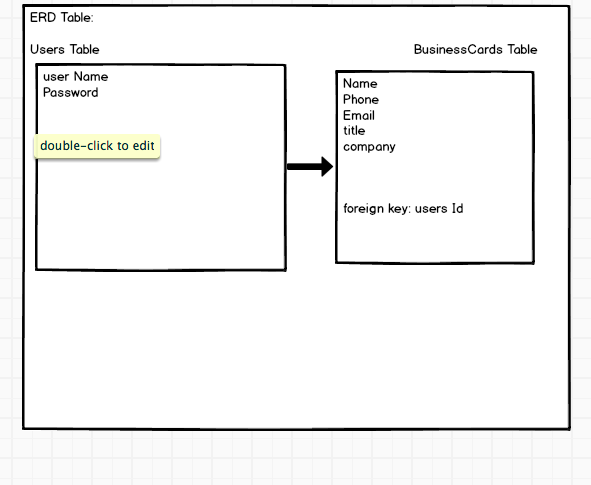 ERD Table:
Users Table
BusinessCards Table
user Name
Password
double-click to edit
Name
Phone
Email
title
company
foreign key: users Id